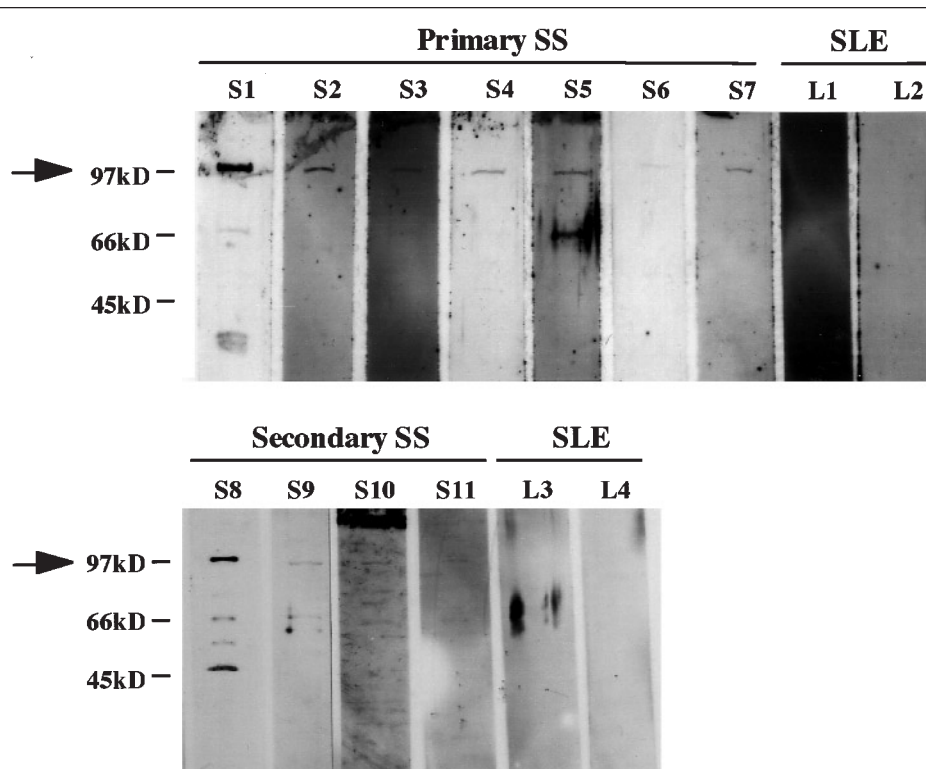 Primary SS SLE
S1 S2 S3 S4 S5 S6 S7 L1 L2
97kD
66kD
45kD
Secondary SS SLE
S8 S9 S10 S11 L3 L4
97kD
66kD
45kD